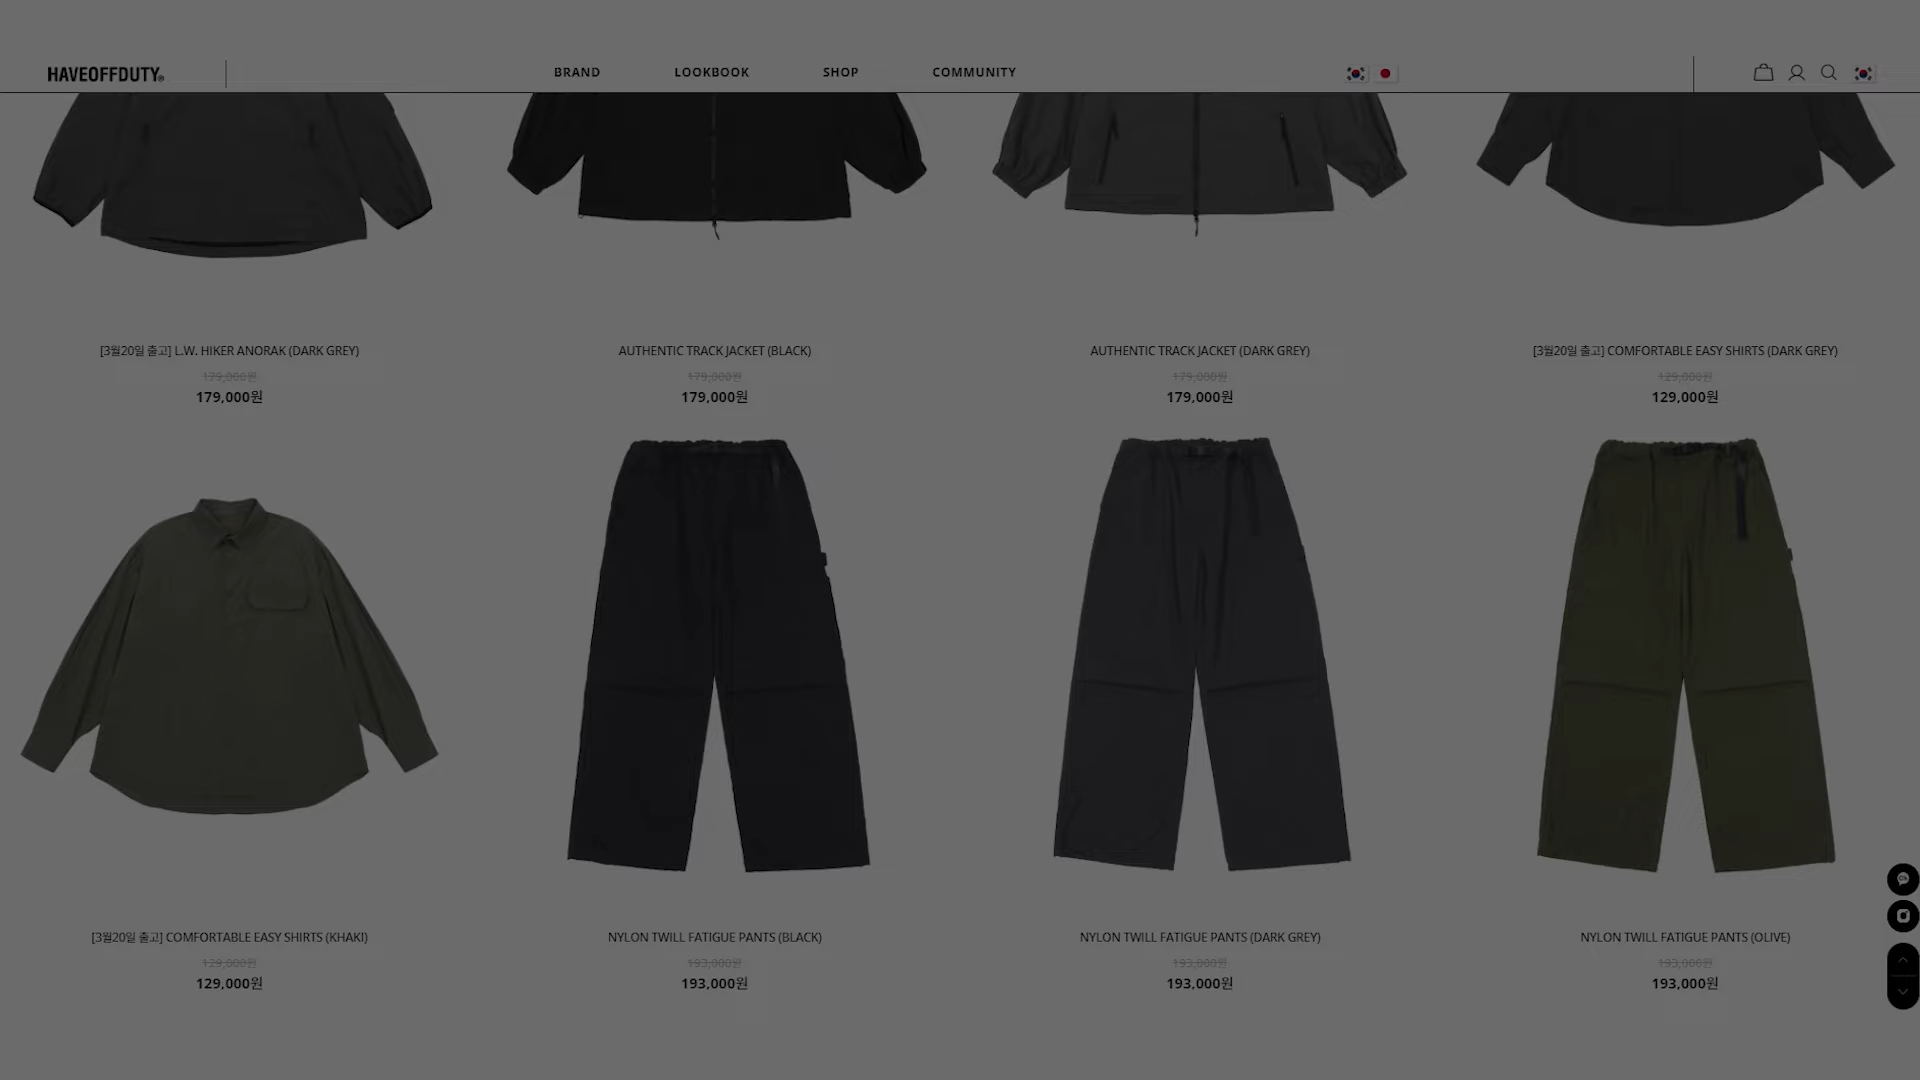 HAVEOFFDUTY®
BRAND LOOKBOOK SHOP COMMUNITY
[3월20일 출고] L.W. HIKER ANORAK (DARK GREY)
179,000원
179,000원
AUTHENTIC TRACK JACKET (BLACK)
179,000원
179,000원
AUTHENTIC TRACK JACKET (DARK GREY)
179,000원
179,000원
[3월20일 출고] COMFORTABLE EASY SHIRTS (DARK GREY)
129,000원
129,000원
[3월20일 출고] COMFORTABLE EASY SHIRTS (KHAKI)
129,000원
129,000원
NYLON TWILL FATIGUE PANTS (BLACK)
193,000원
193,000원
NYLON TWILL FATIGUE PANTS (DARK GREY)
193,000원
193,000원
NYLON TWILL FATIGUE PANTS (OLIVE)
193,000원
193,000원